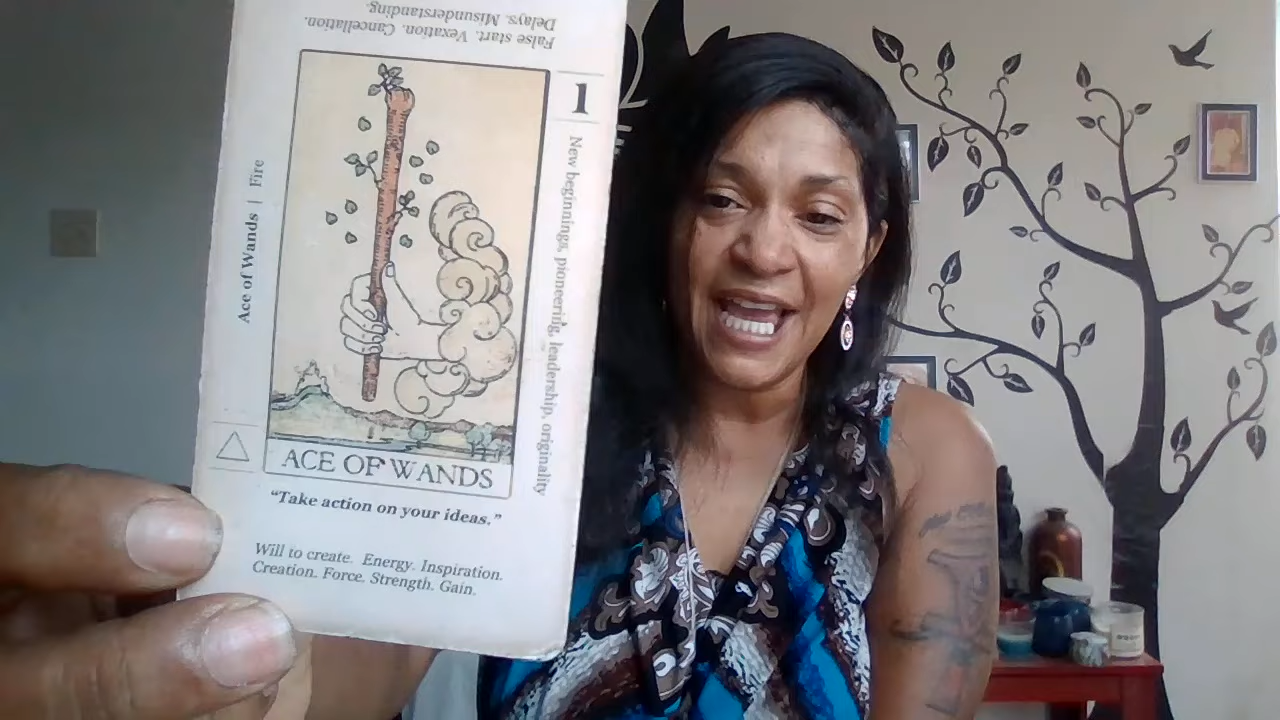 False start. Vexation. Cancellation.
Delays. Misunderstanding.
1
New beginnings, pioneering, leadership, originality
Ace of Wands | Fire
ACE OF WANDS
“Take action on your ideas.”
Will to create. Energy. Inspiration.
Creation. Force. Strength. Gain.